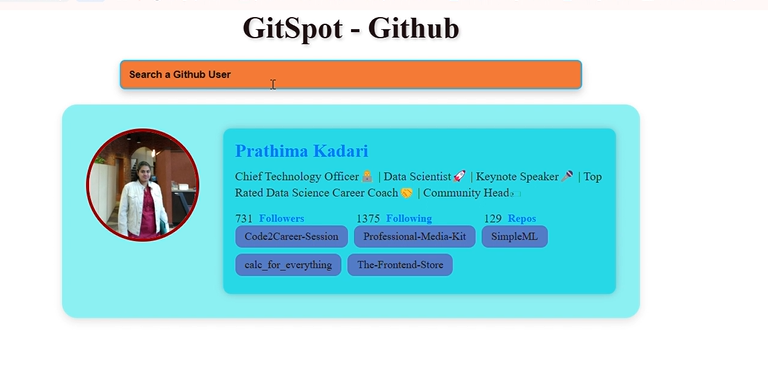 GitSpot - Github
Search a Github User
Prathima Kadari
Chief Technology Officer 👩‍💼 | Data Scientist 🚀 | Keynote Speaker 🎤 | Top
Rated Data Science Career Coach 🤝 | Community Head
731 Followers 1375 Following 129 Repos
Code2Career-Session Professional-Media-Kit SimpleML
calc_for_everything The-Frontend-Store